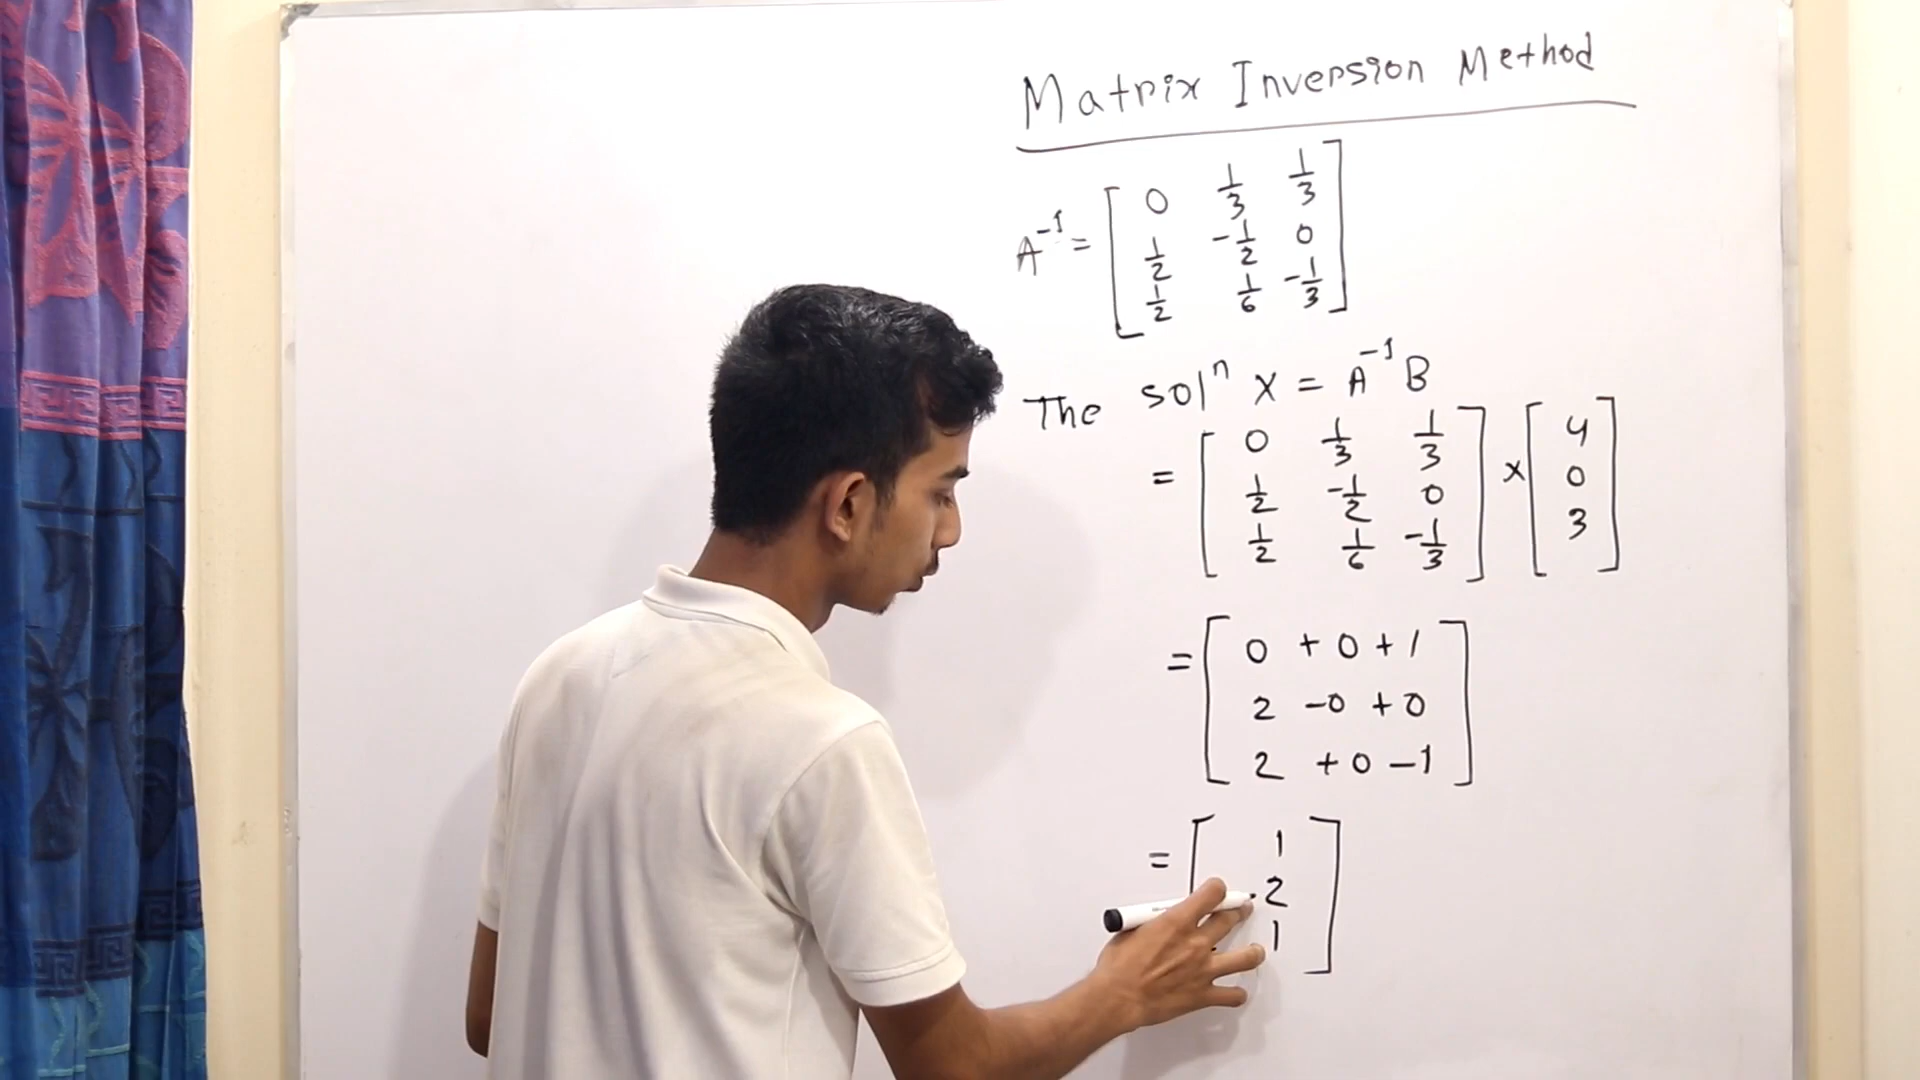 Matrix Inversion Method
A⁻¹ = [ 0 1/3 1/3
1/2 -1/2 0
1/2 1/6 -1/3 ]
The solⁿ X = A⁻¹ B
= [ 0 1/3 1/3
1/2 -1/2 0
1/2 1/6 -1/3 ] × [ 4
0
3 ]
= [ 0 + 0 + 1
2 - 0 + 0
2 + 0 - 1 ]
= [ 1
2
1 ]